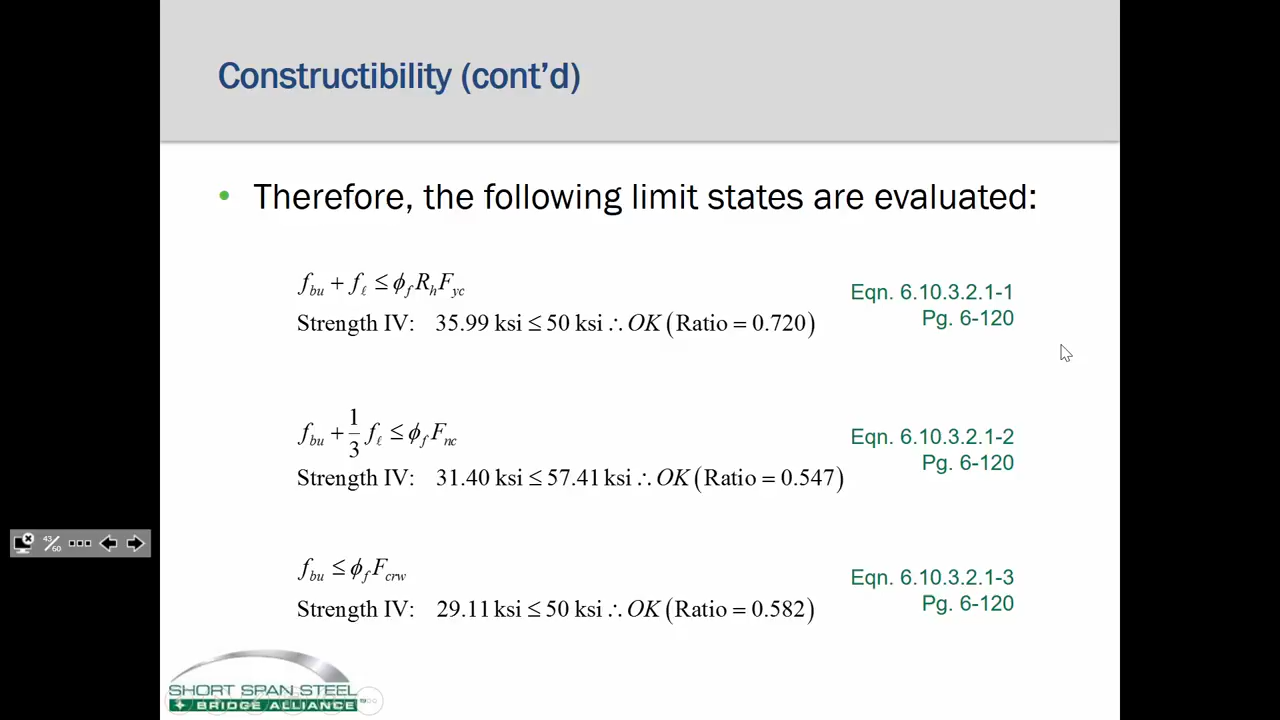 Constructibility (cont’d)
• Therefore, the following limit states are evaluated:
f_bu + f_ℓ ≤ ϕ_f R_h F_yc
Eqn. 6.10.3.2.1-1
Strength IV: 35.99 ksi ≤ 50 ksi ∴ OK (Ratio = 0.720)
Pg. 6-120
f_bu + 1/3 f_ℓ ≤ ϕ_f F_nc
Eqn. 6.10.3.2.1-2
Pg. 6-120
Strength IV: 31.40 ksi ≤ 57.41 ksi ∴ OK (Ratio = 0.547)
43/60
f_bu ≤ ϕ_f F_crw
Eqn. 6.10.3.2.1-3
Strength IV: 29.11 ksi ≤ 50 ksi ∴ OK (Ratio = 0.582)
Pg. 6-120
SHORT SPAN STEEL
BRIDGE ALLIANCE